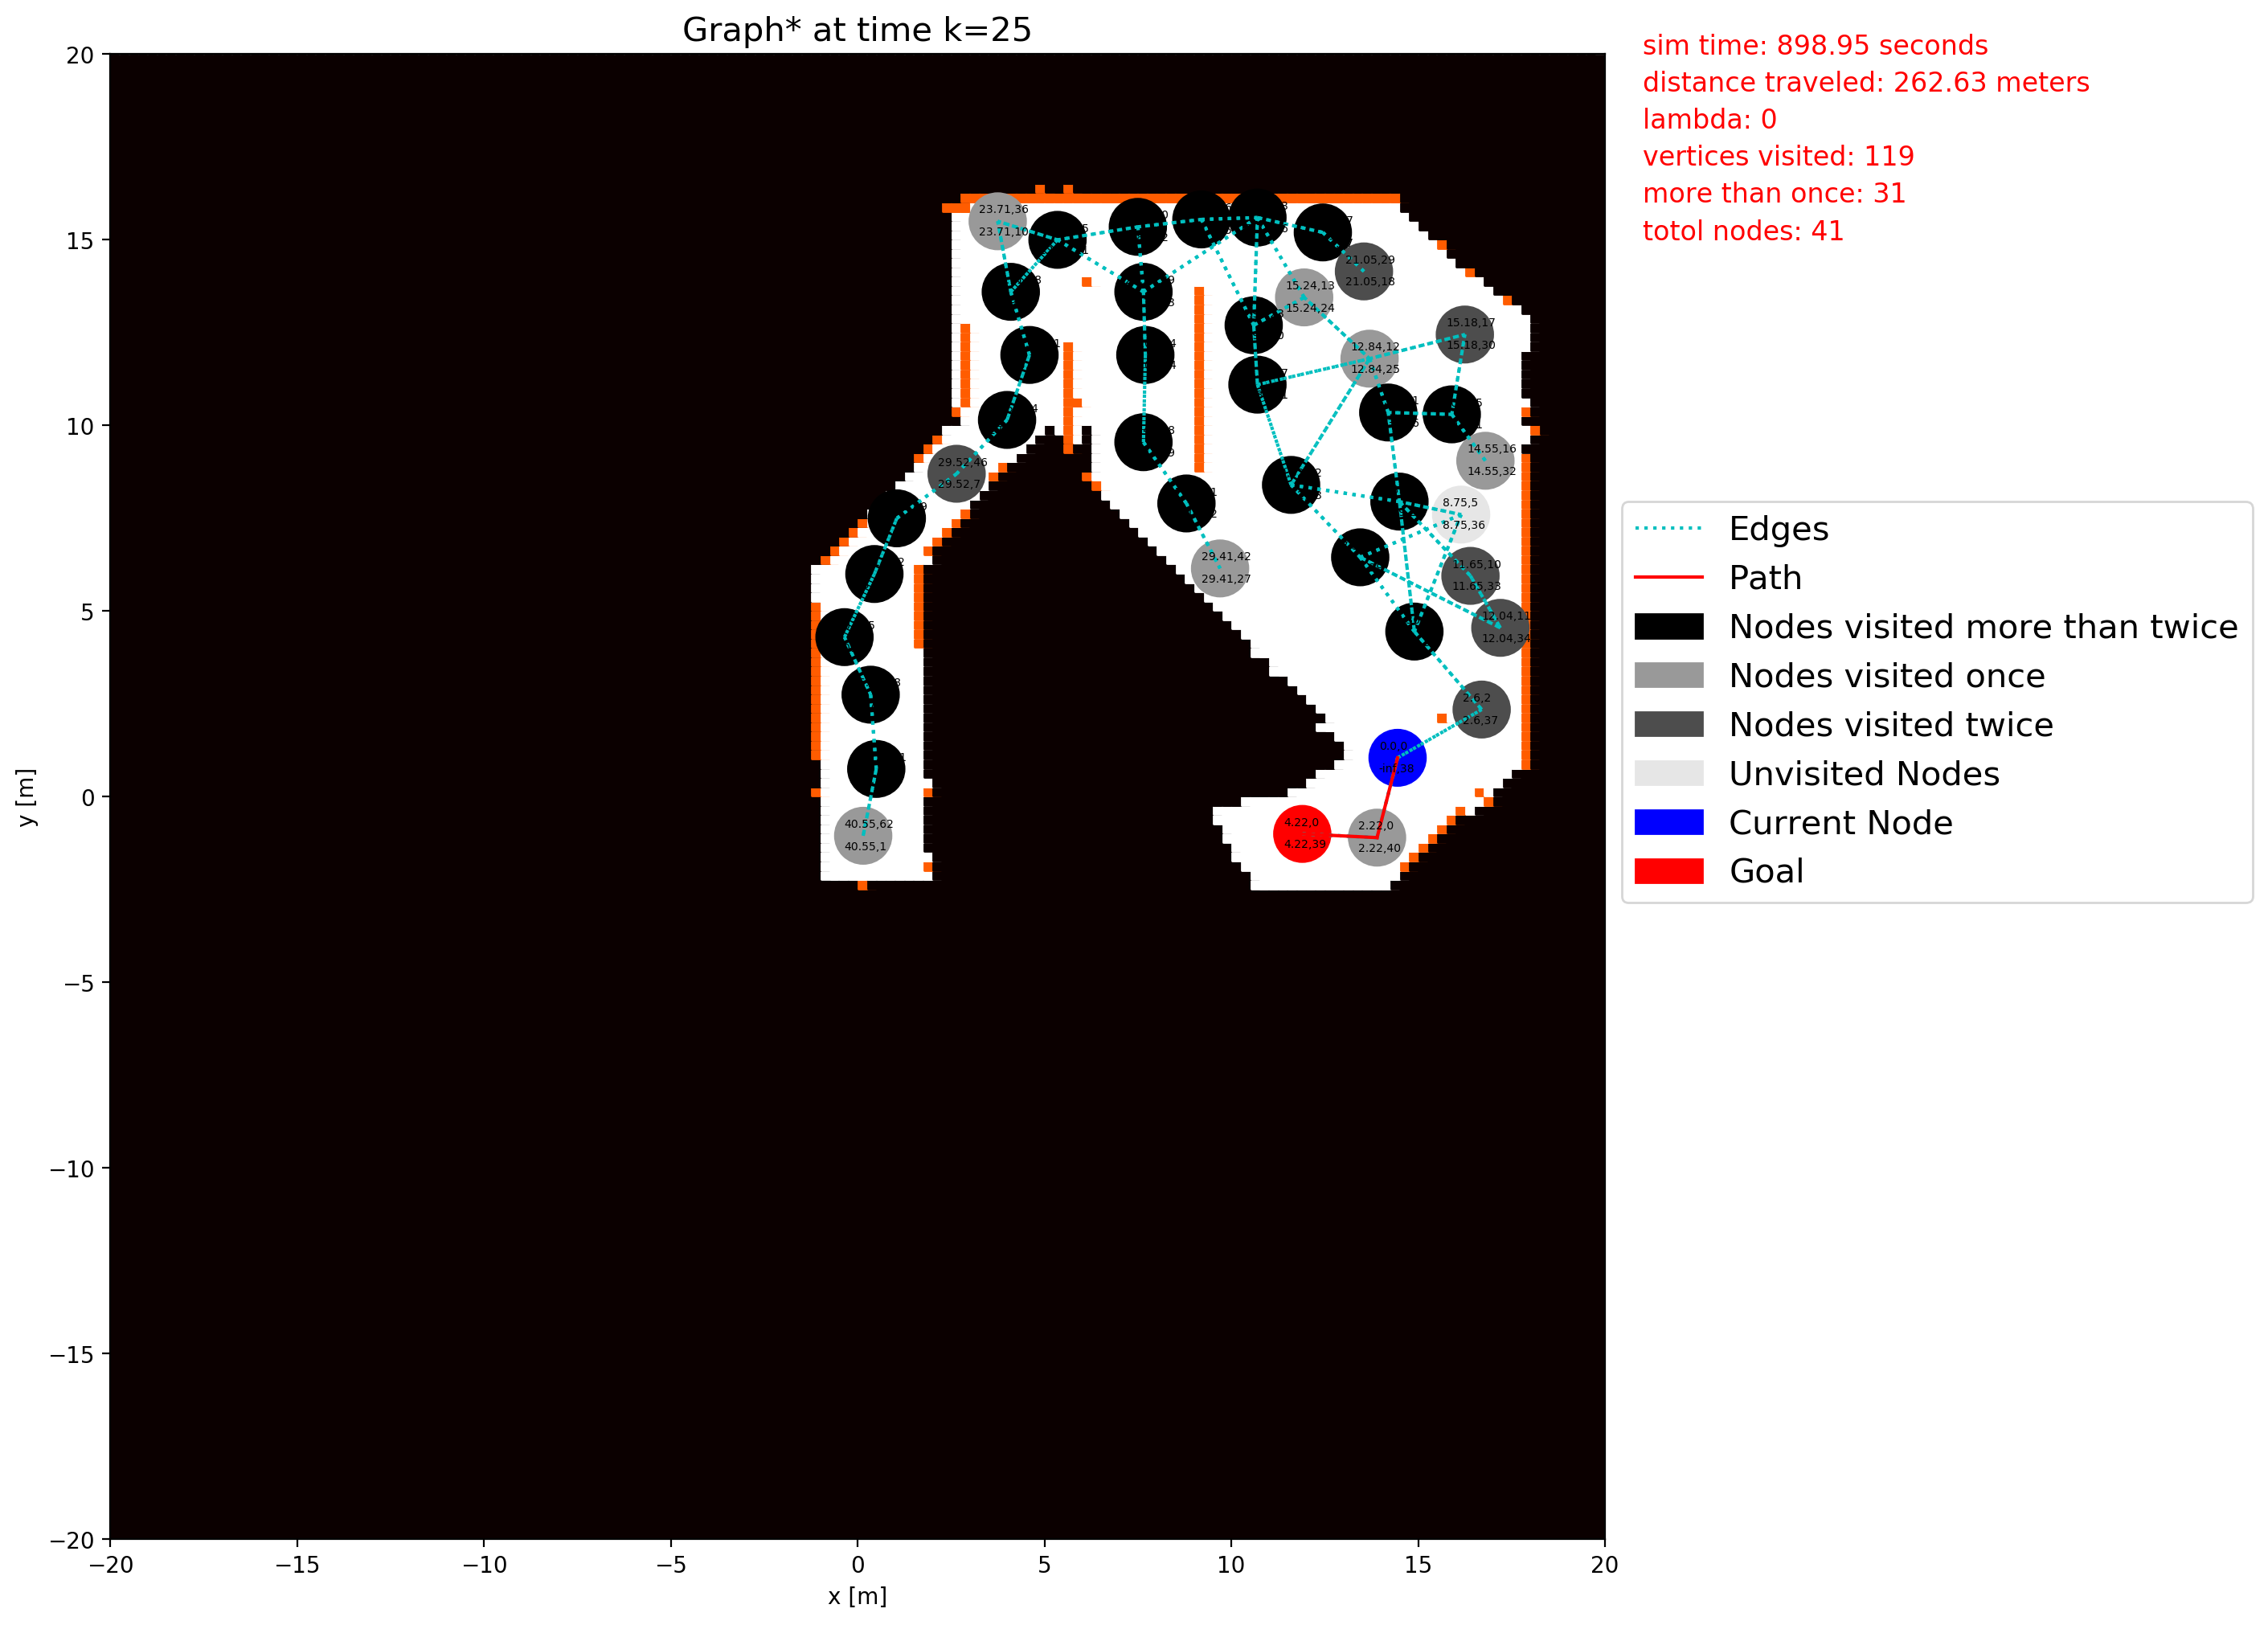 Graph* at time k=25
sim time: 898.95 seconds
distance traveled: 262.63 meters
lambda: 0
vertices visited: 119
more than once: 31
totol nodes: 41
20
15
10
5
0
−5
−10
−15
−20
y [m]
−20
−15
−10
−5
0
5
10
15
20
x [m]
23.71,36
23.71,10
21.05,29
21.05,18
15.24,13
15.24,24
15.18,17
15.18,30
12.84,12
12.84,25
14.55,16
14.55,32
29.52,46
29.52,7
8.75,5
8.75,36
29.41,42
29.41,27
11.65,10
11.65,33
12.04,11
12.04,34
2.6,2
2.6,37
0.0,0
-inf,38
40.55,62
40.55,1
4.22,0
4.22,39
2.22,0
2.22,40
Edges
Path
Nodes visited more than twice
Nodes visited once
Nodes visited twice
Unvisited Nodes
Current Node
Goal